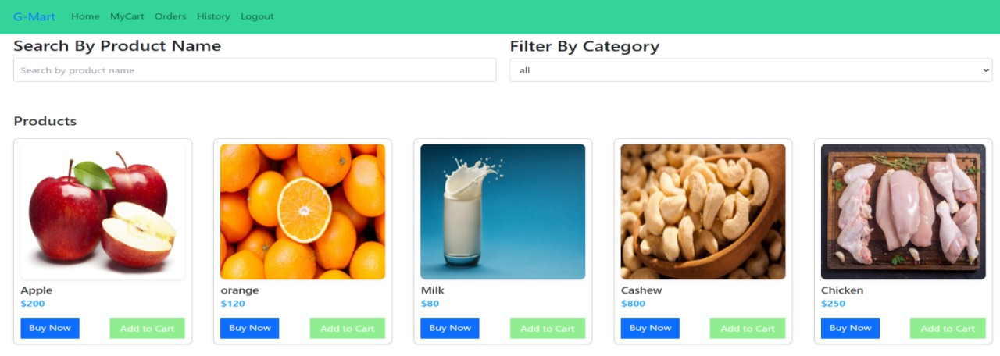 G-Mart Home MyCart Orders History Logout
Search By Product Name
Search by product name
Filter By Category
all
Products
Apple
$200
Buy Now Add to Cart
orange
$120
Buy Now Add to Cart
Milk
$80
Buy Now Add to Cart
Cashew
$800
Buy Now Add to Cart
Chicken
$250
Buy Now Add to Cart